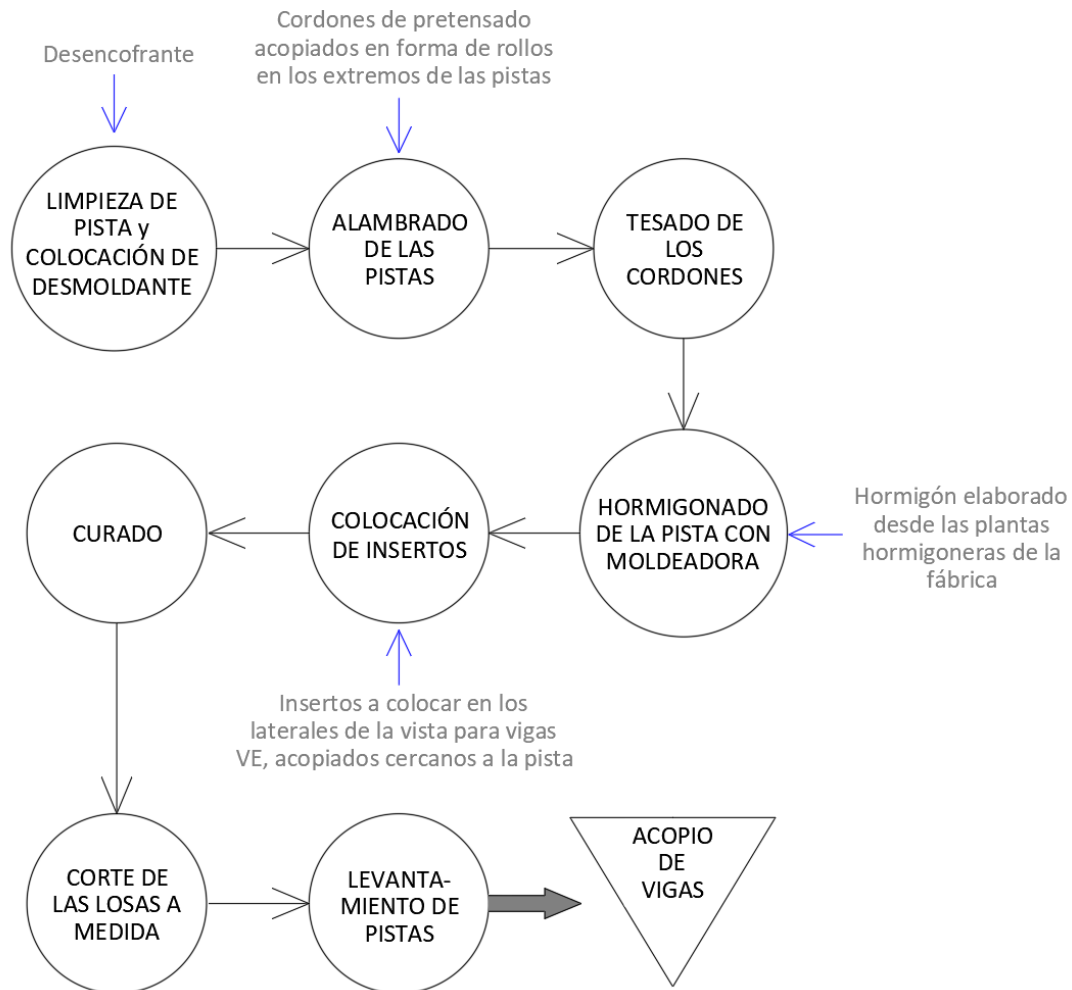 Desencofrante
Cordones de pretensado
acopiados en forma de rollos
en los extremos de las pistas
LIMPIEZA DE
PISTA y
COLOCACIÓN DE
DESMOLDANTE
ALAMBRADO
DE LAS
PISTAS
TESADO DE
LOS
CORDONES
HORMIGONADO
DE LA PISTA CON
MOLDEADORA
Hormigón elaborado
desde las plantas
hormigoneras de la
fábrica
COLOCACIÓN
DE INSERTOS
Insertos a colocar en los
laterales de la vista para vigas
VE, acopiados cercanos a la pista
CURADO
CORTE DE
LAS LOSAS A
MEDIDA
LEVANTA-
MIENTO DE
PISTAS
ACOPIO
DE
VIGAS